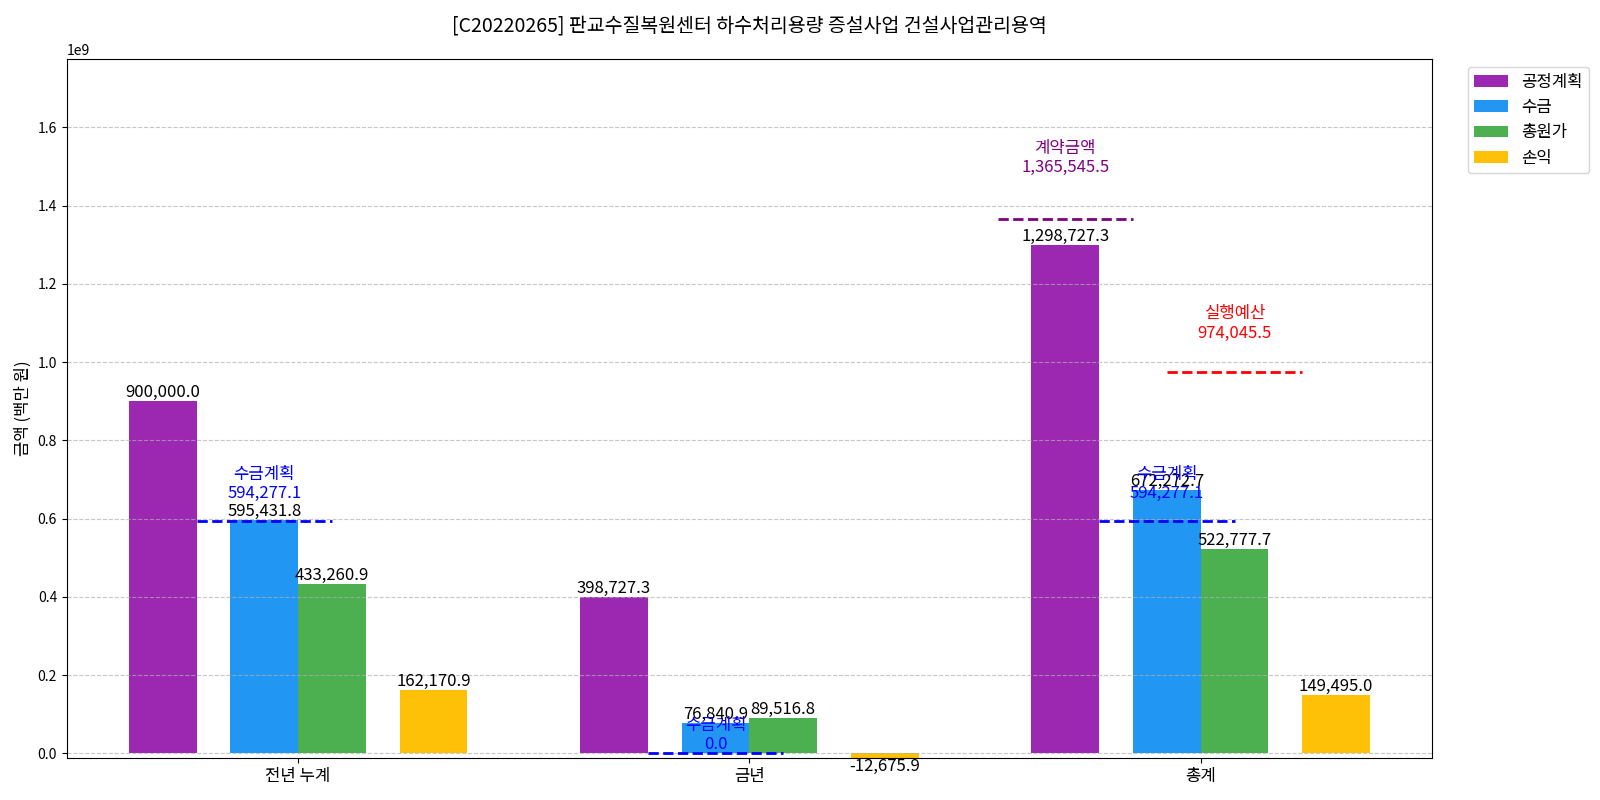 [C20220265] 판교수질복원센터 하수처리용량 증설사업 건설사업관리용역
1e9
공정계획
수금
총원가
손익
금액 (백만 원)
1.6
1.4
1.2
1.0
0.8
0.6
0.4
0.2
0.0
900,000.0
수금계획
594,277.1
595,431.8
433,260.9
162,170.9
398,727.3
76,840.9
수금계획
0.0
89,516.8
-12,675.9
계약금액
1,365,545.5
1,298,727.3
실행예산
974,045.5
수금계획
672,272.7
594,277.1
522,777.7
149,495.0
전년 누계
금년
총계